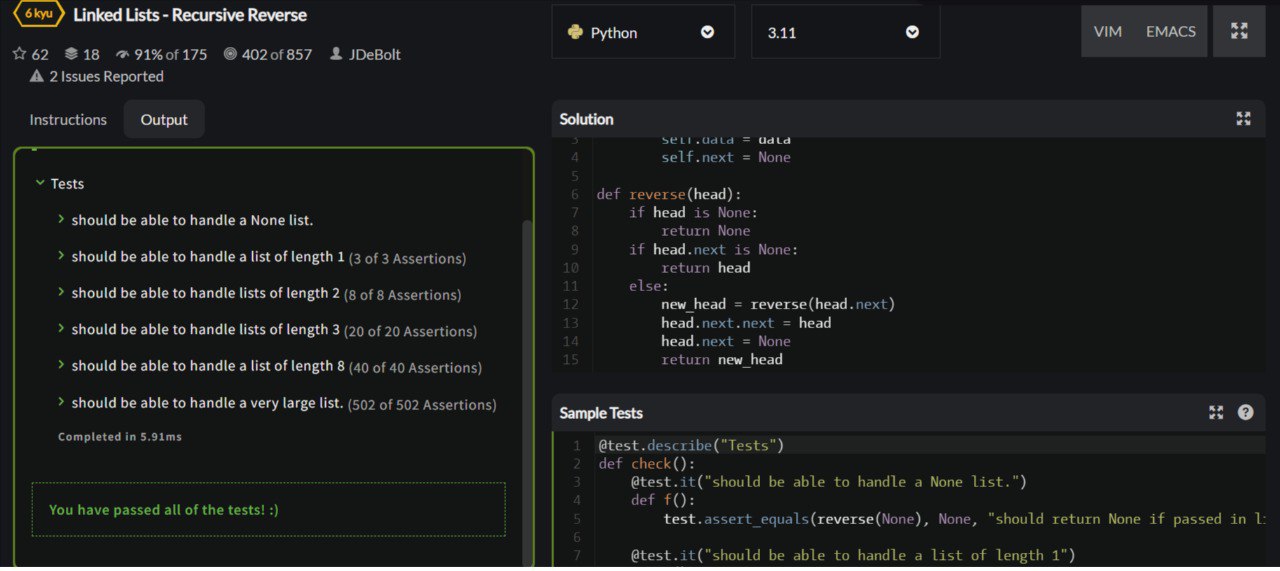 6 kyu Linked Lists - Recursive Reverse
62 18 91% of 175 402 of 857 JDeBolt
2 Issues Reported
Instructions Output
Tests
should be able to handle a None list.
should be able to handle a list of length 1 (3 of 3 Assertions)
should be able to handle lists of length 2 (8 of 8 Assertions)
should be able to handle lists of length 3 (20 of 20 Assertions)
should be able to handle a list of length 8 (40 of 40 Assertions)
should be able to handle a very large list. (502 of 502 Assertions)
Completed in 5.91ms
You have passed all of the tests! :)
Python 3.11 VIM EMACS
Solution
3         self.data = data
4         self.next = None
5
6 def reverse(head):
7     if head is None:
8         return None
9     if head.next is None:
10         return head
11     else:
12         new_head = reverse(head.next)
13         head.next.next = head
14         head.next = None
15         return new_head
Sample Tests
1 @test.describe("Tests")
2 def check():
3     @test.it("should be able to handle a None list.")
4     def f():
5         test.assert_equals(reverse(None), None, "should return None if passed in li
6
7     @test.it("should be able to handle a list of length 1")